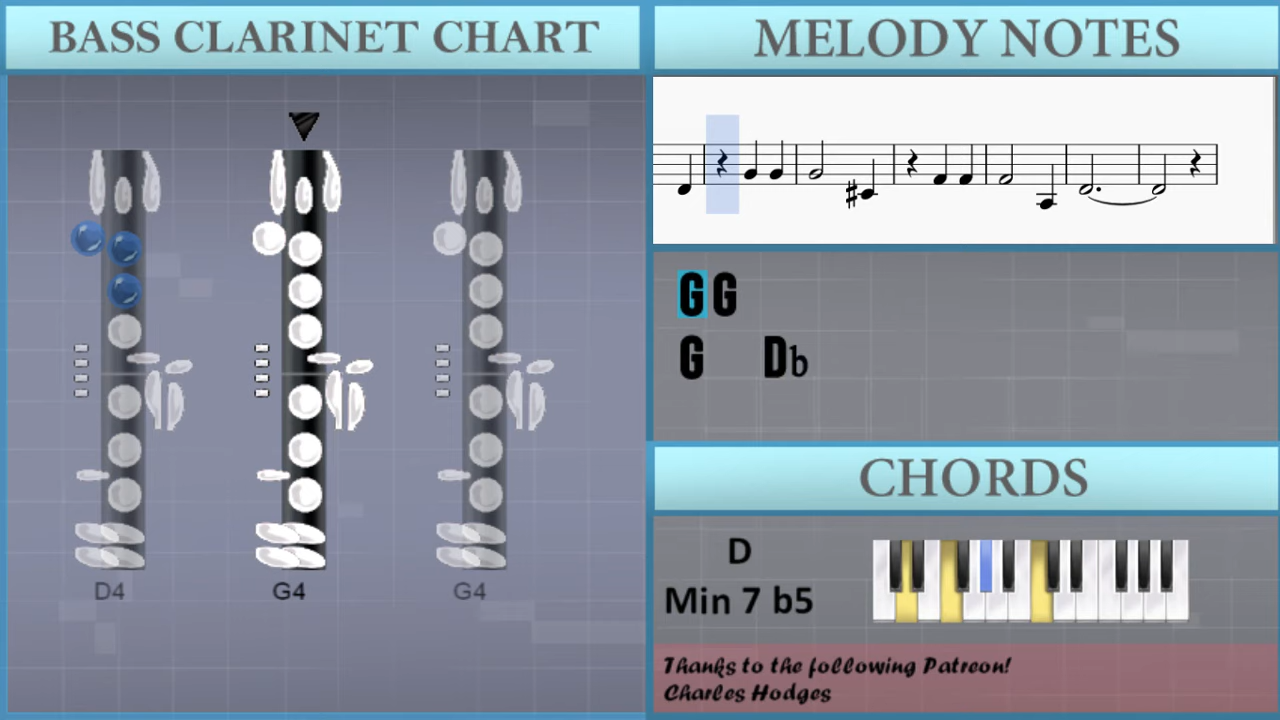 BASS CLARINET CHART
D4 G4 G4
MELODY NOTES
G G
G Db
CHORDS
D
Min 7 b5
Thanks to the following Patreon!
Charles Hodges